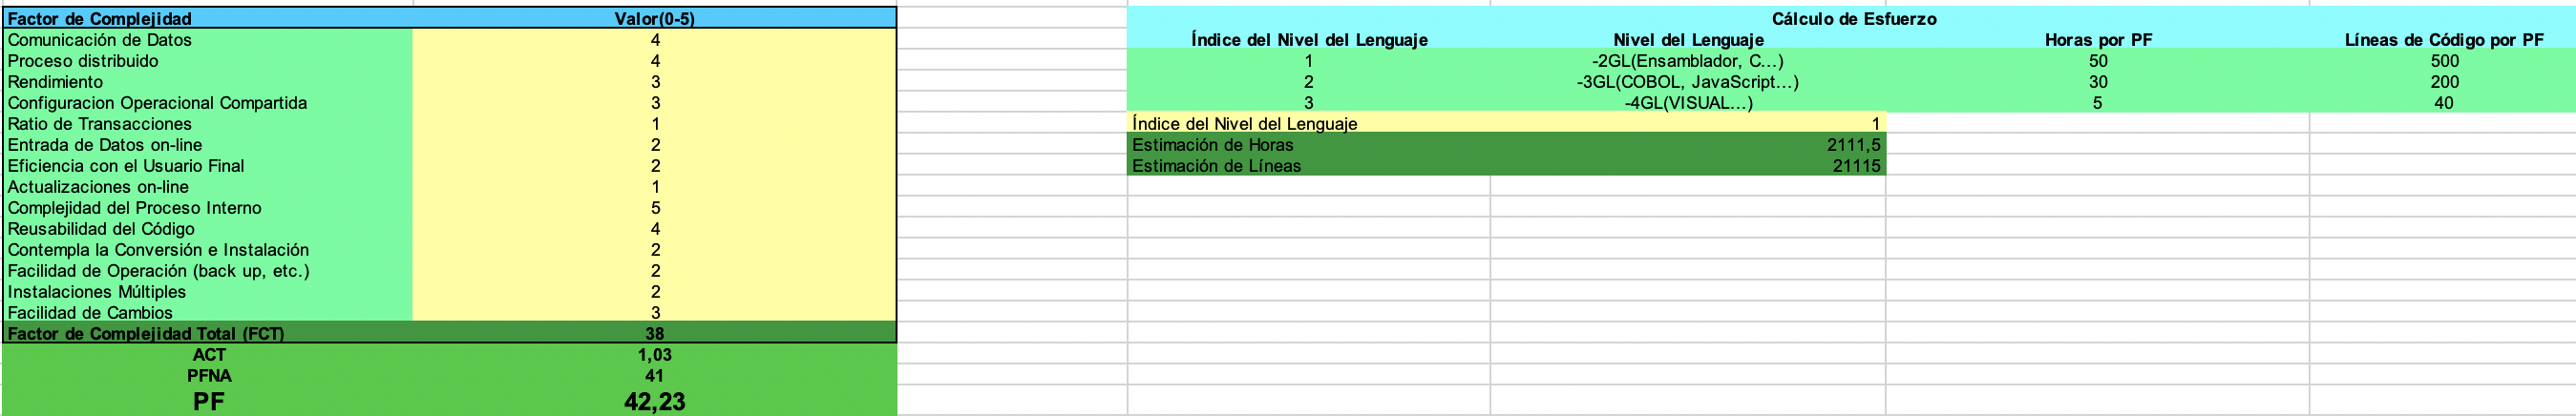 Factor de Complejidad Valor(0-5)
Comunicación de Datos 4
Proceso distribuido 4
Rendimiento 3
Configuracion Operacional Compartida 3
Ratio de Transacciones 1
Entrada de Datos on-line 2
Eficiencia con el Usuario Final 2
Actualizaciones on-line 1
Complejidad del Proceso Interno 5
Reusabilidad del Código 4
Contempla la Conversión e Instalación 2
Facilidad de Operación (back up, etc.) 2
Instalaciones Múltiples 2
Facilidad de Cambios 3
Factor de Complejidad Total (FCT) 38
ACT 1,03
PFNA 41
PF 42,23
Cálculo de Esfuerzo
Índice del Nivel del Lenguaje Nivel del Lenguaje Horas por PF Líneas de Código por PF
1 -2GL(Ensamblador, C...) 50 500
2 -3GL(COBOL, JavaScript...) 30 200
3 -4GL(VISUAL...) 5 40
Índice del Nivel del Lenguaje 1
Estimación de Horas 2111,5
Estimación de Líneas 21115